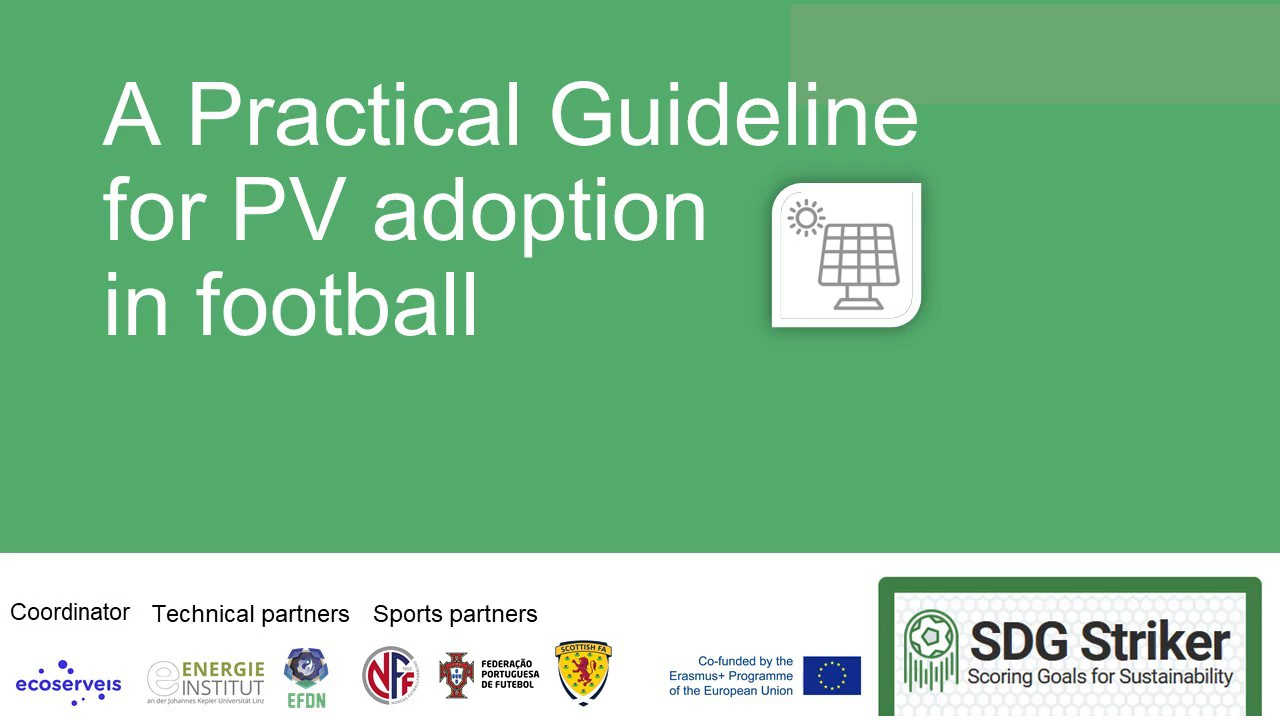 A Practical Guideline
for PV adoption
in football
Coordinator
Technical partners
Sports partners
ecoserveis
e ENERGIE
INSTITUT
an der Johannes Kepler Universität Linz
EFDN
NFF
FEDERAÇÃO
PORTUGUESA
DE FUTEBOL
SCOTTISH FA
Co-funded by the
Erasmus+ Programme
of the European Union
SDG Striker
Scoring Goals for Sustainability